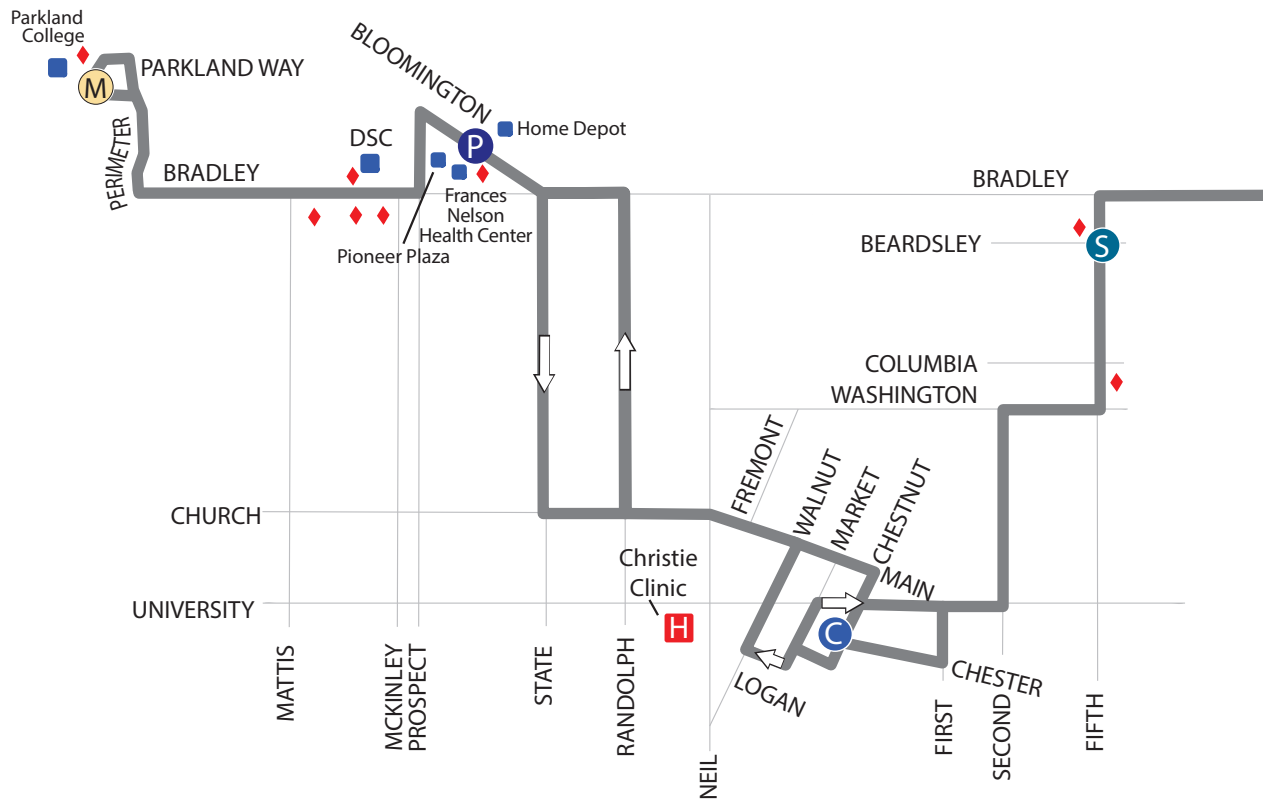 Parkland
College
M
PARKLAND WAY
PERIMETER
BRADLEY
DSC
BLOOMINGTON
P
Home Depot
Frances
Nelson
Health Center
Pioneer Plaza
BRADLEY
BEARDSLEY
S
COLUMBIA
WASHINGTON
FREMONT
WALNUT
MARKET
CHESTNUT
MAIN
CHURCH
UNIVERSITY
Christie
Clinic
H
C
LOGAN
CHESTER
MATTIS
MCKINLEY
PROSPECT
STATE
RANDOLPH
NEIL
FIRST
SECOND
FIFTH